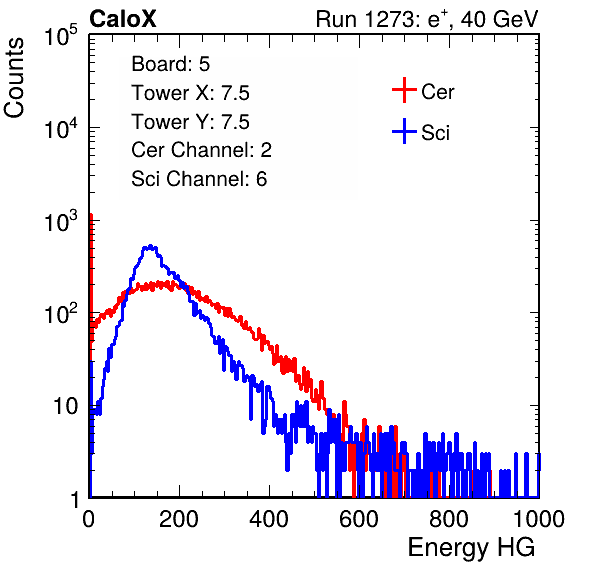 CaloX Run 1273: e+, 40 GeV
Counts
Board: 5
Tower X: 7.5
Tower Y: 7.5
Cer Channel: 2
Sci Channel: 6
Cer
Sci
10^5
10^4
10^3
10^2
10
1
0 200 400 600 800 1000
Energy HG